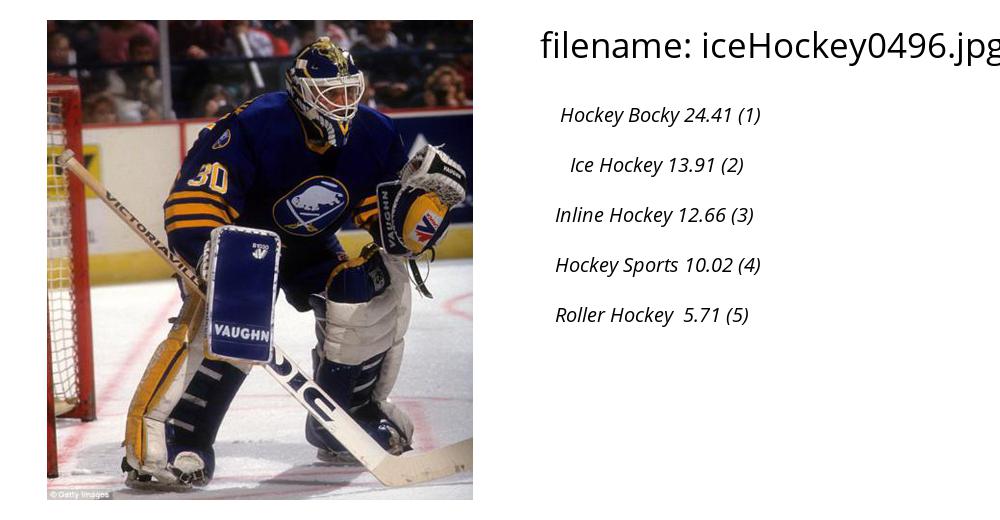 filename: iceHockey0496.jpg
Hockey Bocky 24.41 (1)
Ice Hockey 13.91 (2)
Inline Hockey 12.66 (3)
Hockey Sports 10.02 (4)
Roller Hockey  5.71 (5)
30
VAUGHN
VAUGHN
VICTORIAVILLE
VAUGHN
© Getty Images